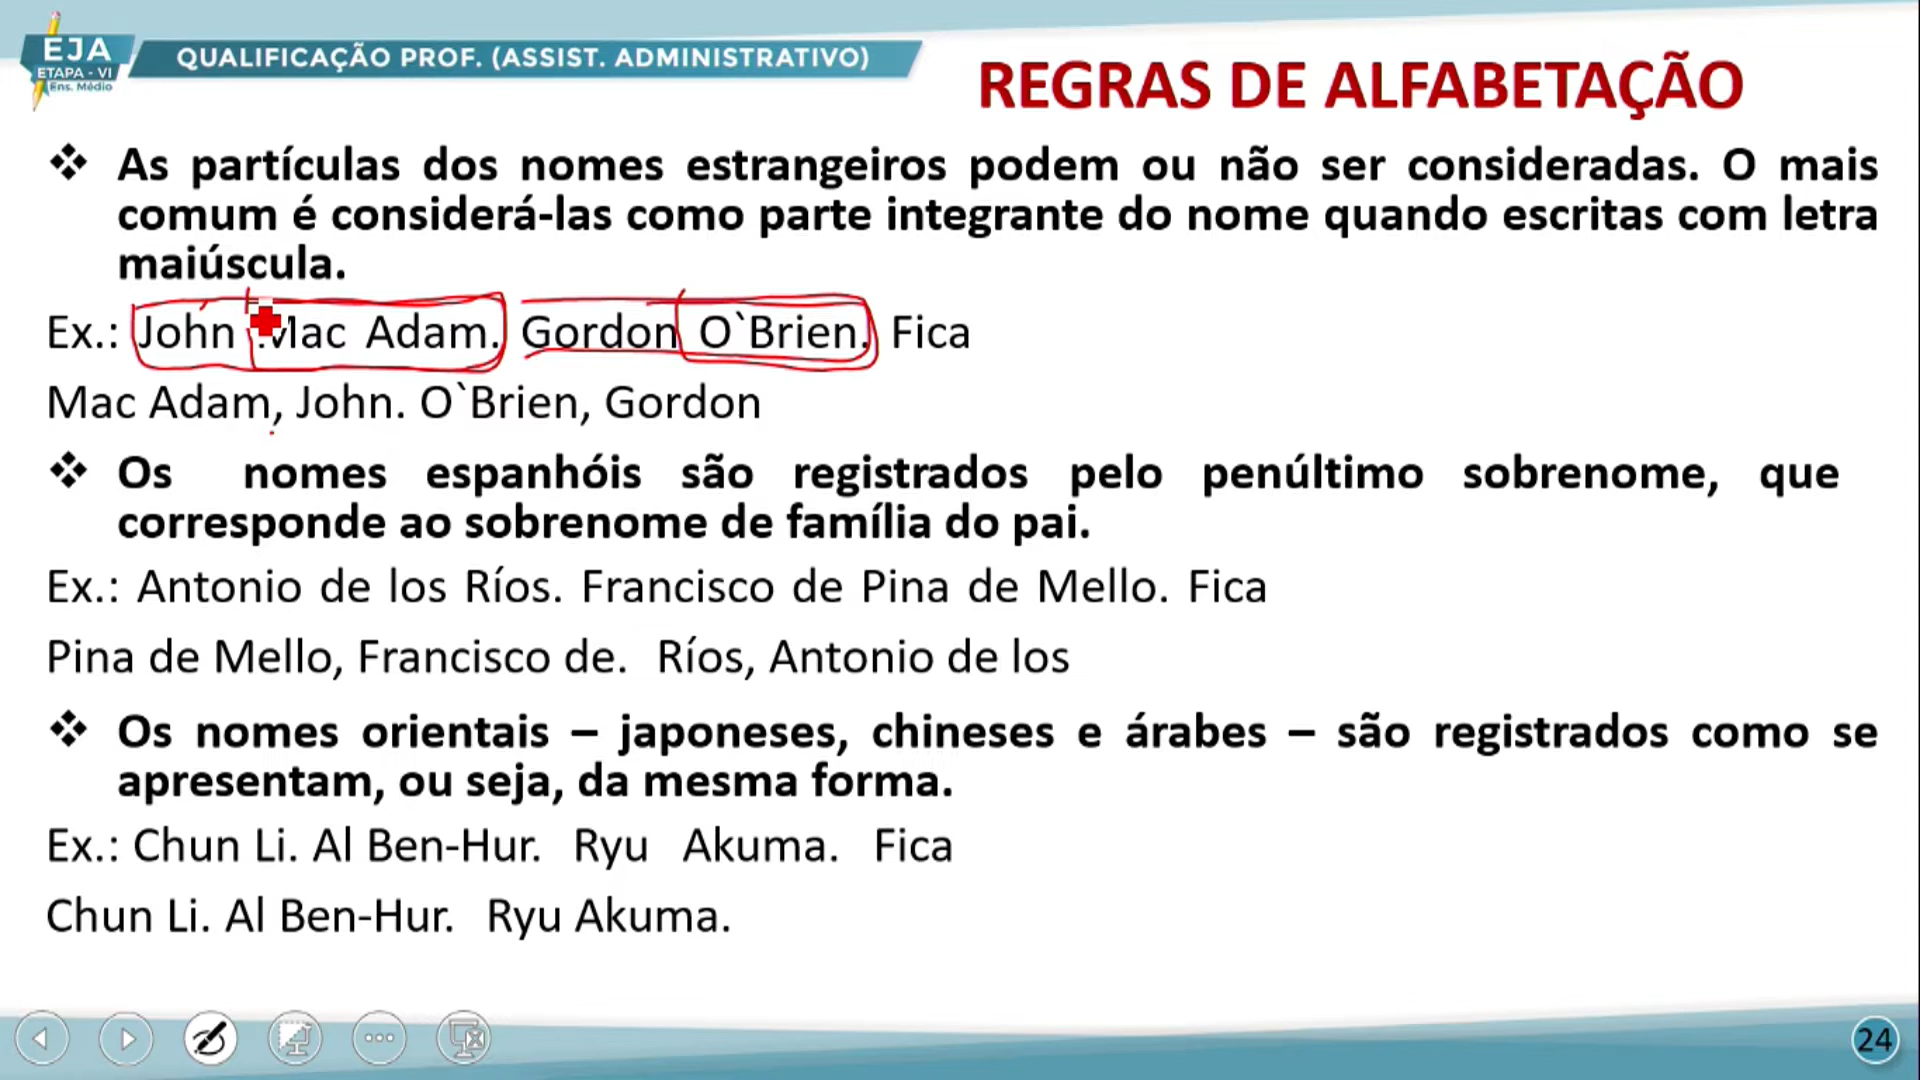 EJA
ETAPA - VI
Ens. Médio
QUALIFICAÇÃO PROF. (ASSIST. ADMINISTRATIVO)
REGRAS DE ALFABETAÇÃO
❖ As partículas dos nomes estrangeiros podem ou não ser consideradas. O mais
comum é considerá-las como parte integrante do nome quando escritas com letra
maiúscula.
Ex.: John Mac Adam. Gordon O`Brien. Fica
Mac Adam, John. O`Brien, Gordon
❖ Os nomes espanhóis são registrados pelo penúltimo sobrenome, que
corresponde ao sobrenome de família do pai.
Ex.: Antonio de los Ríos. Francisco de Pina de Mello. Fica
Pina de Mello, Francisco de. Ríos, Antonio de los
❖ Os nomes orientais – japoneses, chineses e árabes – são registrados como se
apresentam, ou seja, da mesma forma.
Ex.: Chun Li. Al Ben-Hur. Ryu Akuma. Fica
Chun Li. Al Ben-Hur. Ryu Akuma.
24